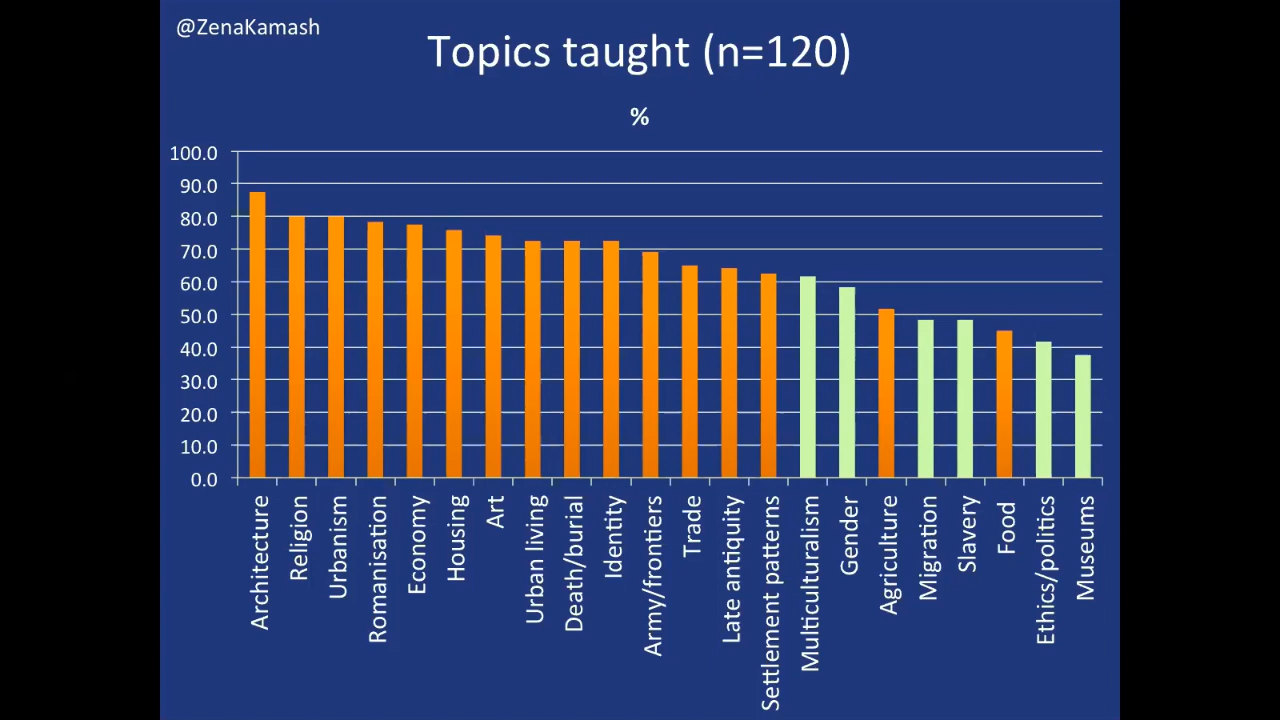 @ZenaKamash
Topics taught (n=120)
%
100.0
90.0
80.0
70.0
60.0
50.0
40.0
30.0
20.0
10.0
0.0
Architecture
Religion
Urbanism
Romanisation
Economy
Housing
Art
Urban living
Death/burial
Identity
Army/frontiers
Trade
Late antiquity
Settlement patterns
Multiculturalism
Gender
Agriculture
Migration
Slavery
Food
Ethics/politics
Museums